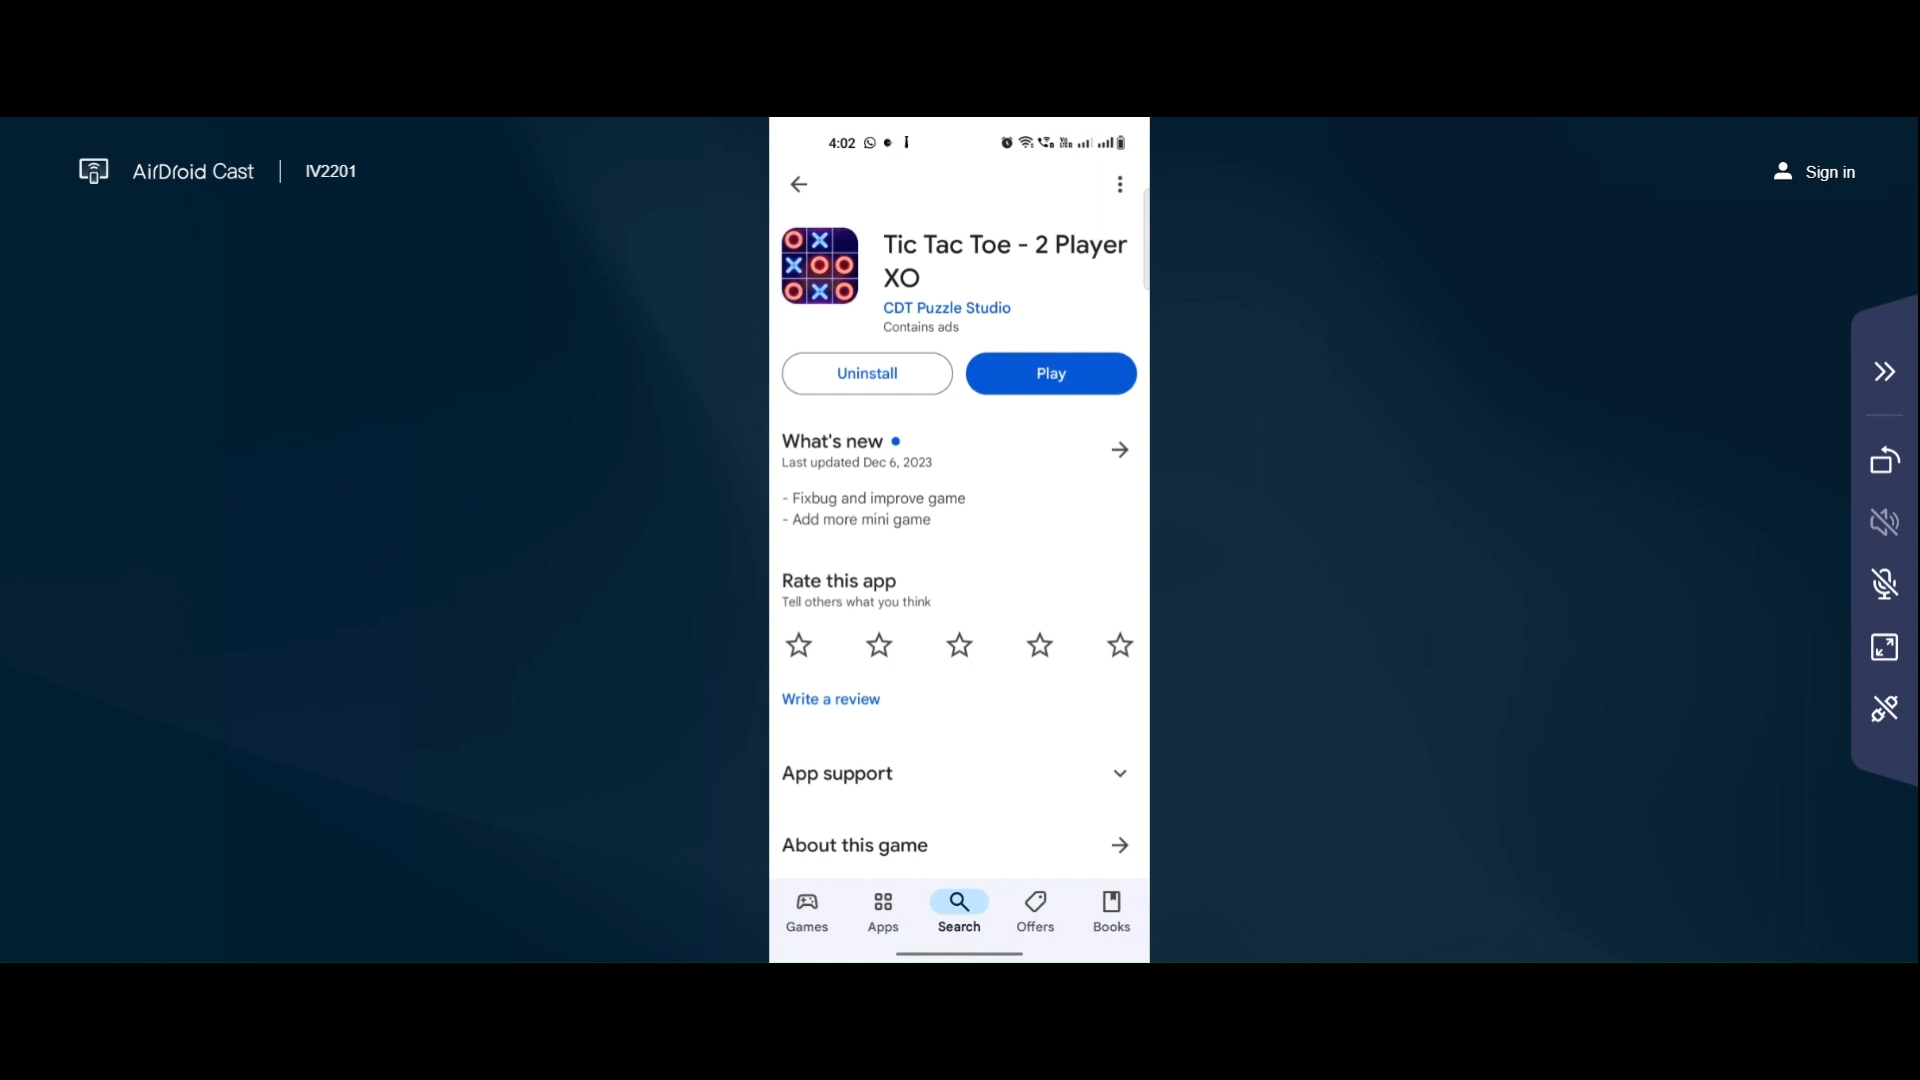 AirDroid Cast | IV2201
Sign in
4:02
Tic Tac Toe - 2 Player
XO
CDT Puzzle Studio
Contains ads
Uninstall
Play
What's new
Last updated Dec 6, 2023
- Fixbug and improve game
- Add more mini game
Rate this app
Tell others what you think
Write a review
App support
About this game
Games
Apps
Search
Offers
Books